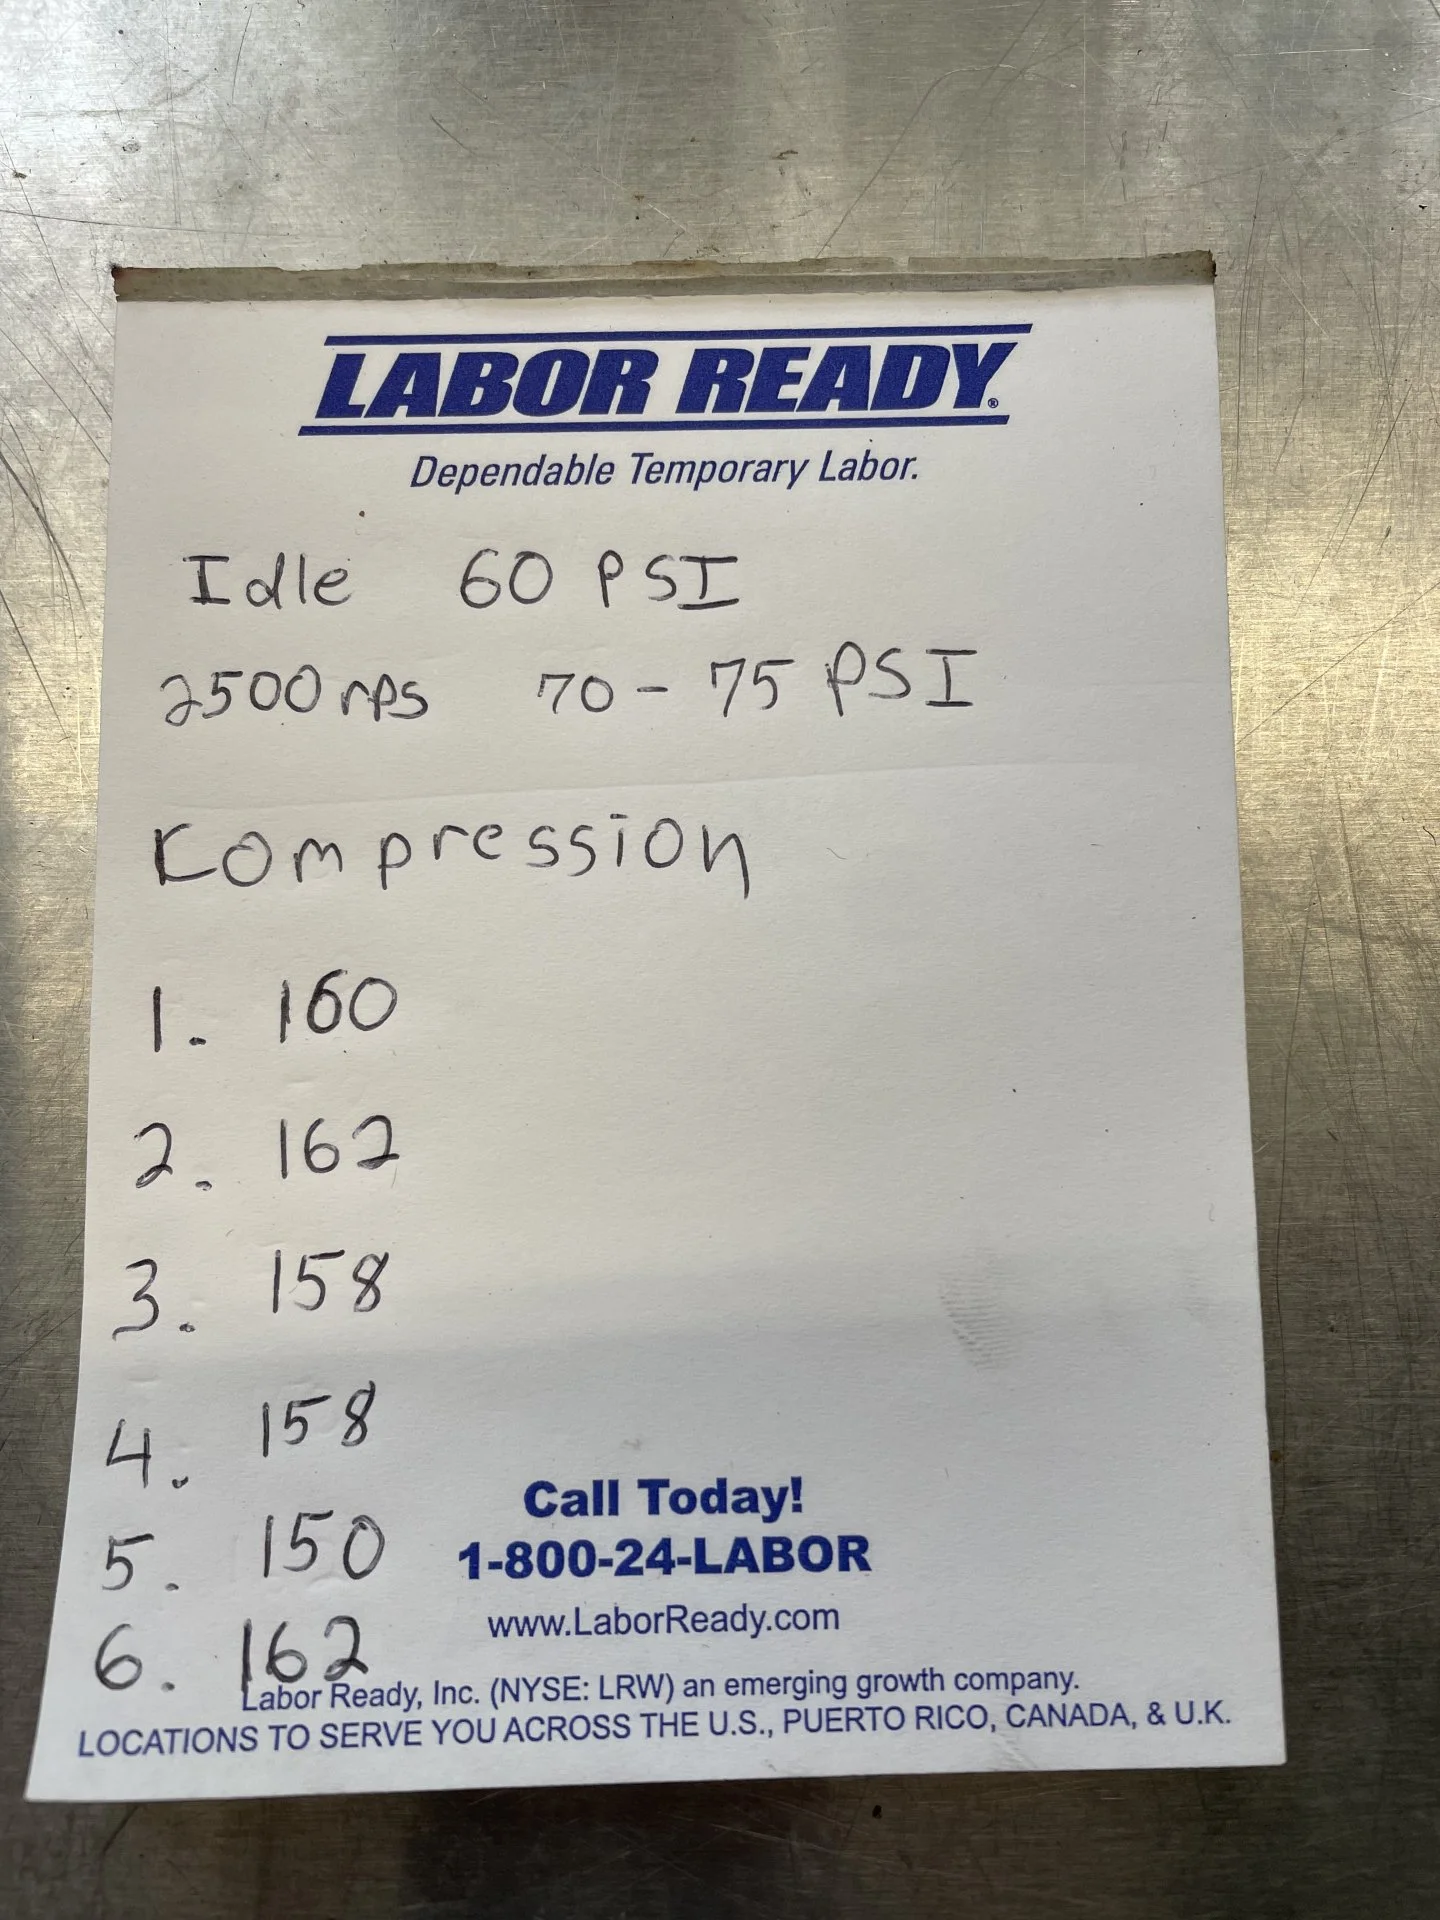 LABOR READY®
Dependable Temporary Labor.
Idle 60 PSI
2500 rps 70 - 75 PSI
Kompression
1. 160
2. 162
3. 158
4. 158
5. 150
6. 162
Call Today!
1-800-24-LABOR
www.LaborReady.com
Labor Ready, Inc. (NYSE: LRW) an emerging growth company.
LOCATIONS TO SERVE YOU ACROSS THE U.S., PUERTO RICO, CANADA, & U.K.